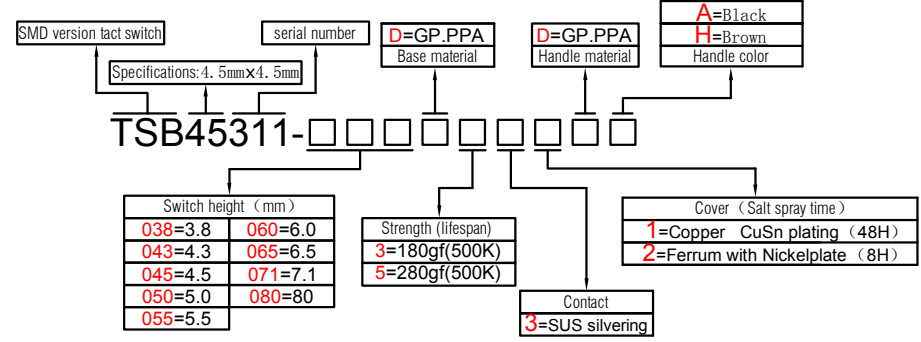 SMD version tact switch
serial number
Specifications:4.5mmx4.5mm
D=GP.PPA
Base material
D=GP.PPA
Handle material
A=Black
H=Brown
Handle color
TSB45311-□□□□□□□□□
Switch height（mm）
038=3.8 060=6.0
043=4.3 065=6.5
045=4.5 071=7.1
050=5.0 080=80
055=5.5
Strength (lifespan)
3=180gf(500K)
5=280gf(500K)
Contact
3=SUS silvering
Cover（Salt spray time）
1=Copper CuSn plating（48H）
2=Ferrum with Nickelplate（8H）